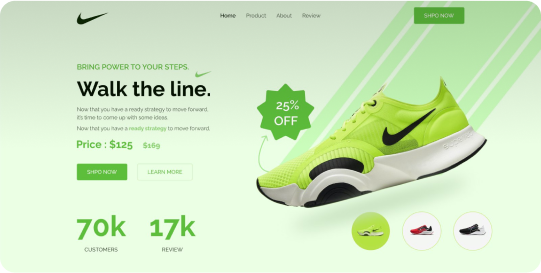 Home Product About Review SHPO NOW
BRING POWER TO YOUR STEPS.
Walk the line.
Now that you have a ready strategy to move forward.
it's time to come up with some ideas.
Now that you have a ready strategy to move forward.
Price : $125 $169
SHPO NOW LEARN MORE
70k 17k
CUSTOMERS REVIEW
25%
OFF